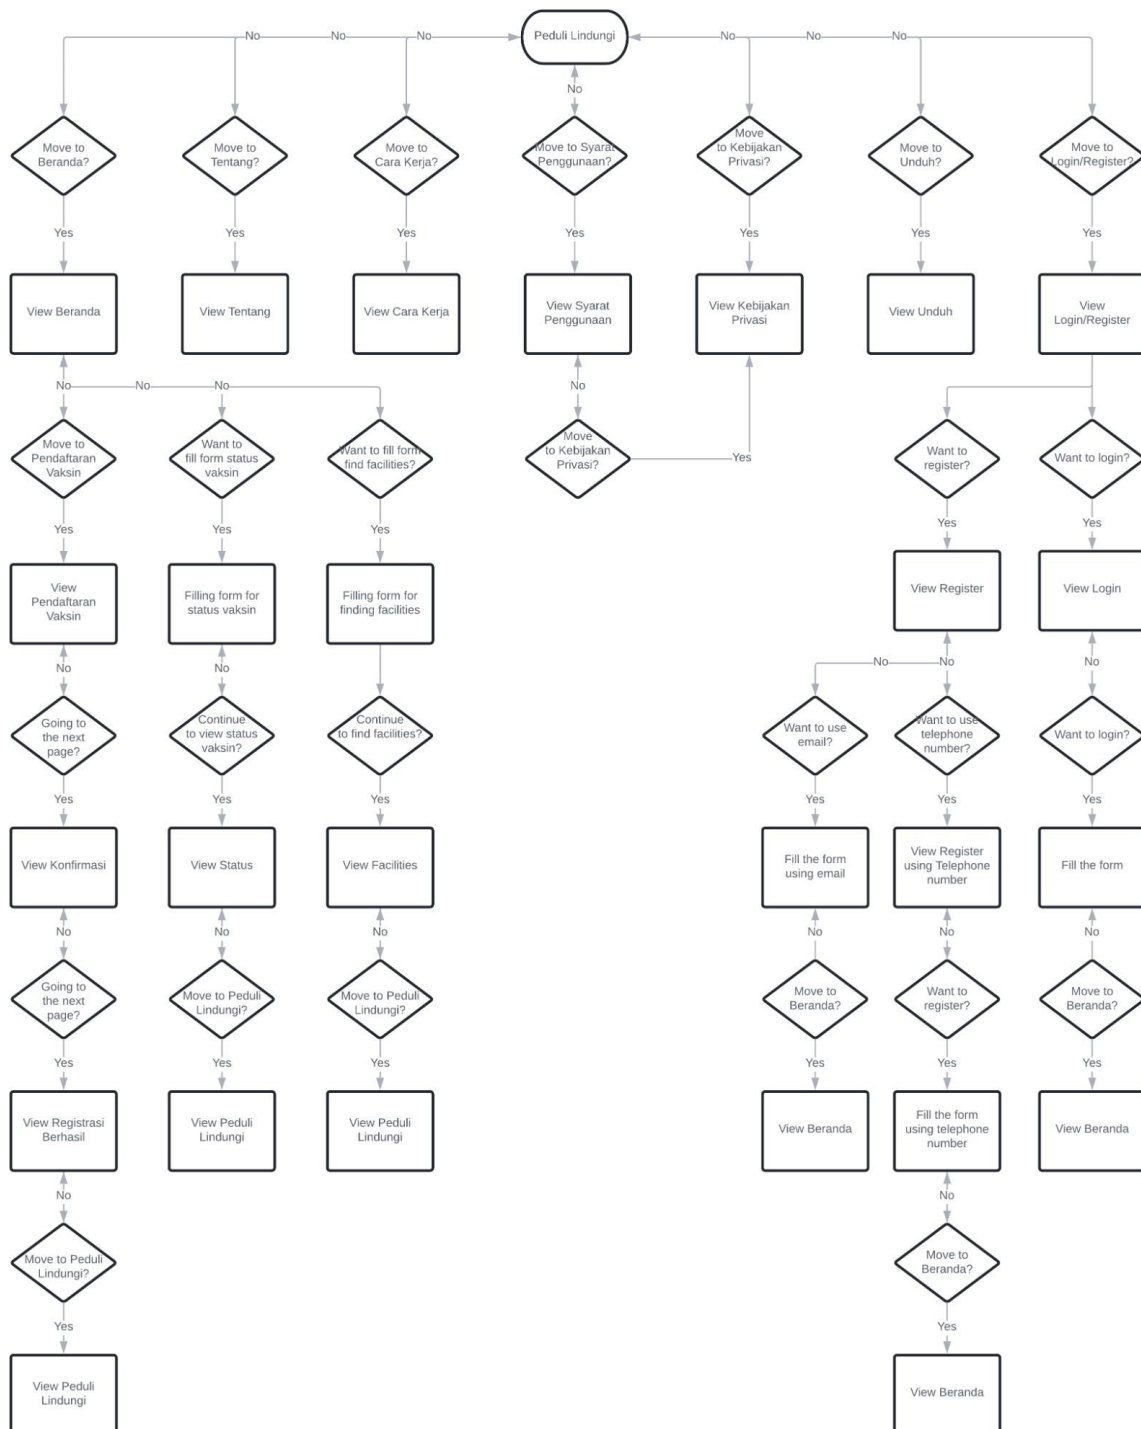 Peduli Lindungi
No
No
No
No
No
No
No
Move to
Beranda?
Move to
Tentang?
Move to
Cara Kerja?
Move to Syarat
Penggunaan?
Move
to Kebijakan
Privasi?
Move to
Unduh?
Move to
Login/Register?
Yes
Yes
Yes
Yes
Yes
Yes
Yes
View Beranda
View Tentang
View Cara Kerja
View Syarat
Penggunaan
View Kebijakan
Privasi
View Unduh
View
Login/Register
No
No
No
No
Move to
Pendaftaran
Vaksin
Want to
fill form status
vaksin
Want to fill form
find facilities?
Move
to Kebijakan
Privasi?
Yes
Want to
register?
Want to login?
Yes
Yes
Yes
Yes
Yes
View
Pendaftaran
Vaksin
Filling form for
status vaksin
Filling form for
finding facilities
View Register
View Login
No
No
No
No
No
Going to
the next
page?
Continue
to view status
vaksin?
Continue
to find facilities?
Want to use
email?
Want to use
telephone
number?
Want to login?
Yes
Yes
Yes
Yes
Yes
Yes
View Konfirmasi
View Status
View Facilities
Fill the form
using email
View Register
using Telephone
number
Fill the form
No
No
No
No
No
No
Going to
the next
page?
Move to Peduli
Lindungi?
Move to Peduli
Lindungi?
Move to
Beranda?
Want to
register?
Move to
Beranda?
Yes
Yes
Yes
Yes
Yes
Yes
View Registrasi
Berhasil
View Peduli
Lindungi
View Peduli
Lindungi
View Beranda
Fill the form
using telephone
number
View Beranda
No
No
Move to Peduli
Lindungi?
Move to
Beranda?
Yes
Yes
View Peduli
Lindungi
View Beranda